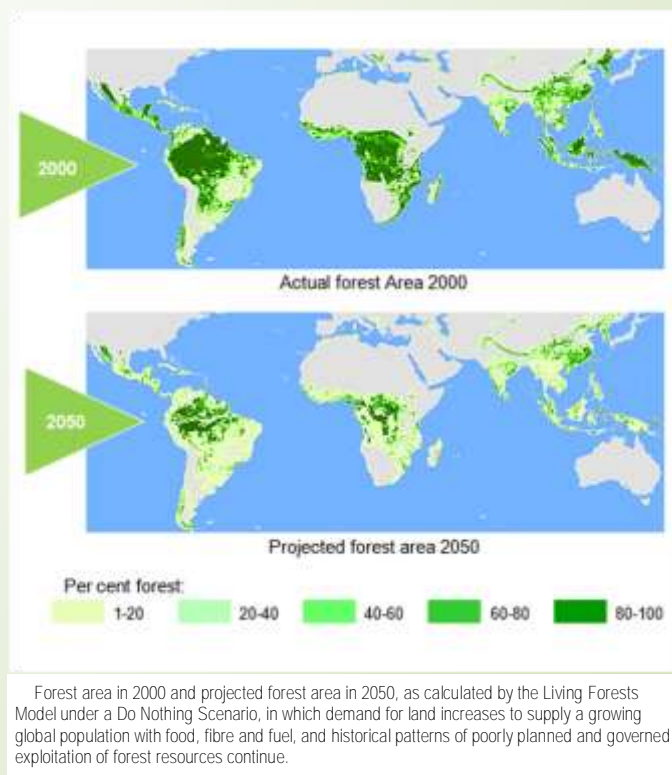 2000
Actual forest Area 2000
2050
Projected forest area 2050
Per cent forest:
1-20 20-40 40-60 60-80 80-100
Forest area in 2000 and projected forest area in 2050, as calculated by the Living Forests
Model under a Do Nothing Scenario, in which demand for land increases to supply a growing
global population with food, fibre and fuel, and historical patterns of poorly planned and governed
exploitation of forest resources continue.